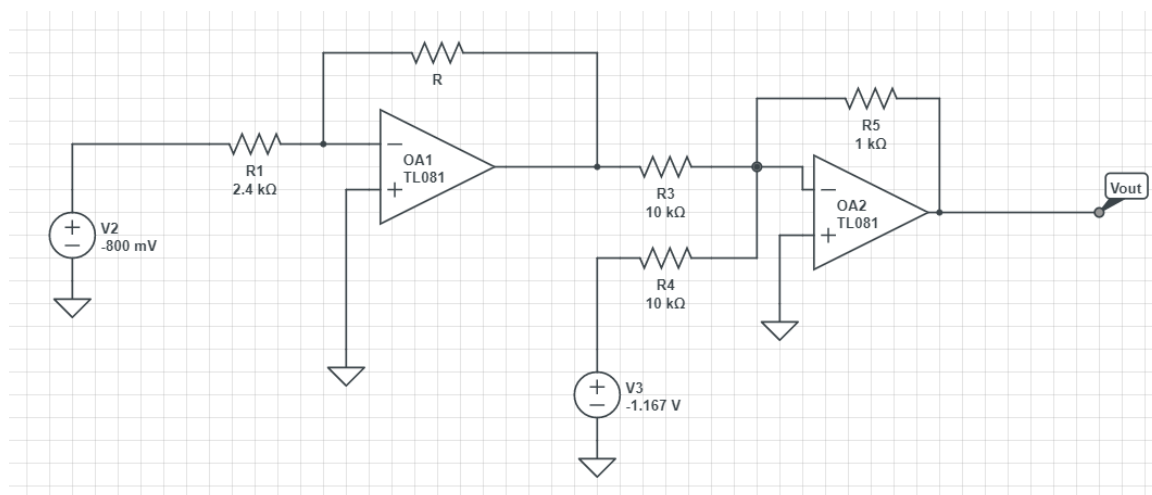 R
R1
2.4 kΩ
OA1
TL081
V2
-800 mV
R3
10 kΩ
R5
1 kΩ
OA2
TL081
Vout
R4
10 kΩ
V3
-1.167 V